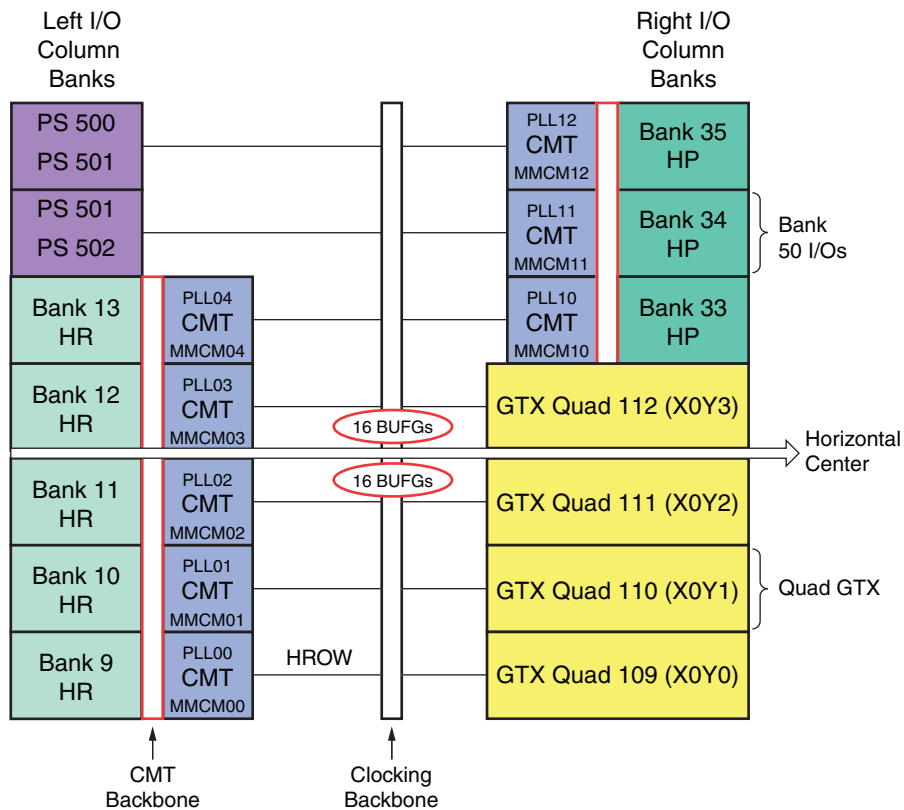 Left I/O
Column
Banks
Right I/O
Column
Banks
PS 500
PS 501
PLL12
CMT
MMCM12
Bank 35
HP
PS 501
PS 502
PLL11
CMT
MMCM11
Bank 34
HP
Bank
50 I/Os
Bank 13
HR
PLL04
CMT
MMCM04
PLL10
CMT
MMCM10
Bank 33
HP
Bank 12
HR
PLL03
CMT
MMCM03
16 BUFGs
GTX Quad 112 (X0Y3)
Horizontal
Center
Bank 11
HR
PLL02
CMT
MMCM02
16 BUFGs
GTX Quad 111 (X0Y2)
Bank 10
HR
PLL01
CMT
MMCM01
GTX Quad 110 (X0Y1)
Quad GTX
Bank 9
HR
PLL00
CMT
MMCM00
HROW
GTX Quad 109 (X0Y0)
CMT
Backbone
Clocking
Backbone